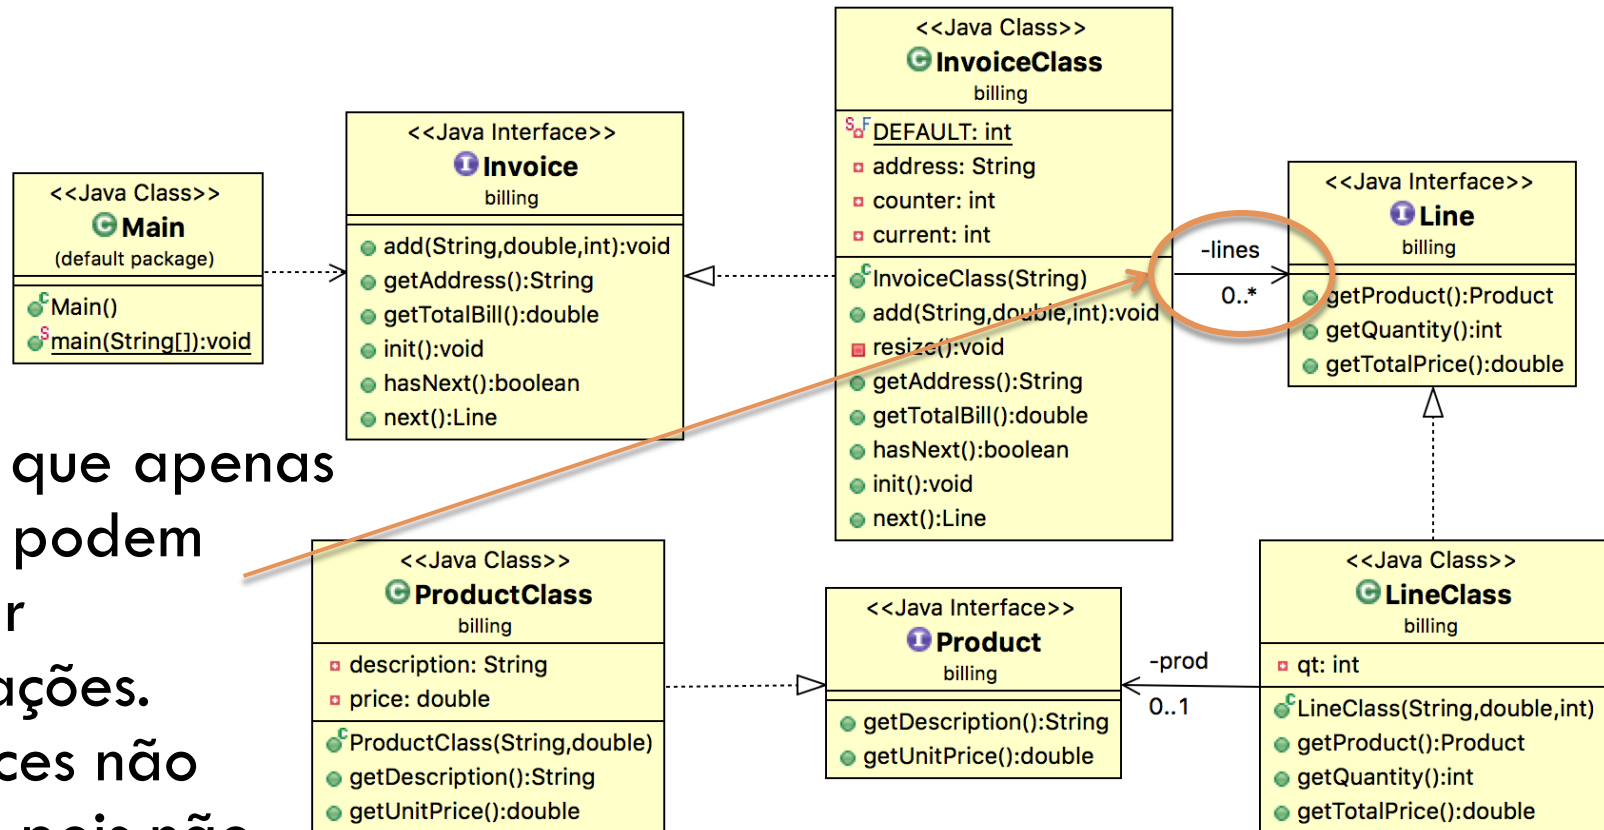 <<Java Class>>
Main
(default package)
Main()
main(String[]):void
<<Java Interface>>
Invoice
billing
add(String,double,int):void
getAddress():String
getTotalBill():double
init():void
hasNext():boolean
next():Line
<<Java Class>>
InvoiceClass
billing
DEFAULT: int
address: String
counter: int
current: int
InvoiceClass(String)
add(String,double,int):void
resize():void
getAddress():String
getTotalBill():double
hasNext():boolean
init():void
next():Line
-lines
0..*
<<Java Interface>>
Line
billing
getProduct():Product
getQuantity():int
getTotalPrice():double
que apenas
podem
r
ações.
ces não
pois não
<<Java Class>>
ProductClass
billing
description: String
price: double
ProductClass(String,double)
getDescription():String
getUnitPrice():double
<<Java Interface>>
Product
billing
getDescription():String
getUnitPrice():double
-prod
0..1
<<Java Class>>
LineClass
billing
qt: int
LineClass(String,double,int)
getProduct():Product
getQuantity():int
getTotalPrice():double